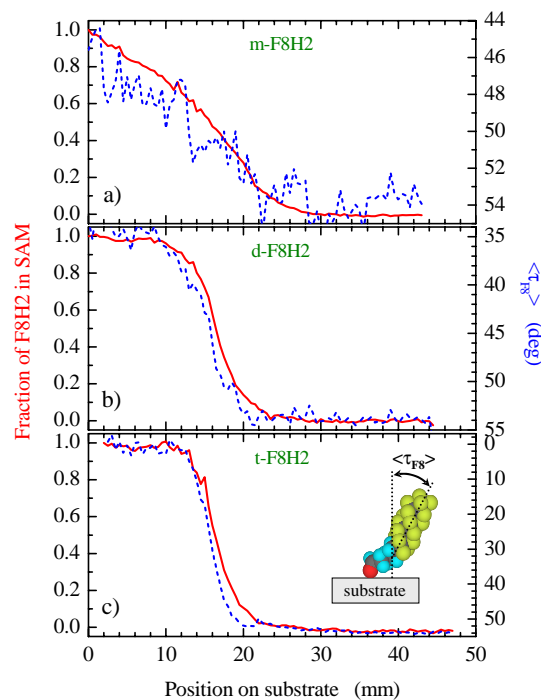 m-F8H2
1.0
0.8
0.6
0.4
0.2
0.0
a)
44
46
48
50
52
54
d-F8H2
1.0
0.8
0.6
0.4
0.2
0.0
b)
35
40
45
50
55
t-F8H2
1.0
0.8
0.6
0.4
0.2
0.0
c)
0
10
20
30
40
50
<τF8>
substrate
0 10 20 30 40 50
Position on substrate (mm)
Fraction of F8H2 in SAM
<τF8> (deg)